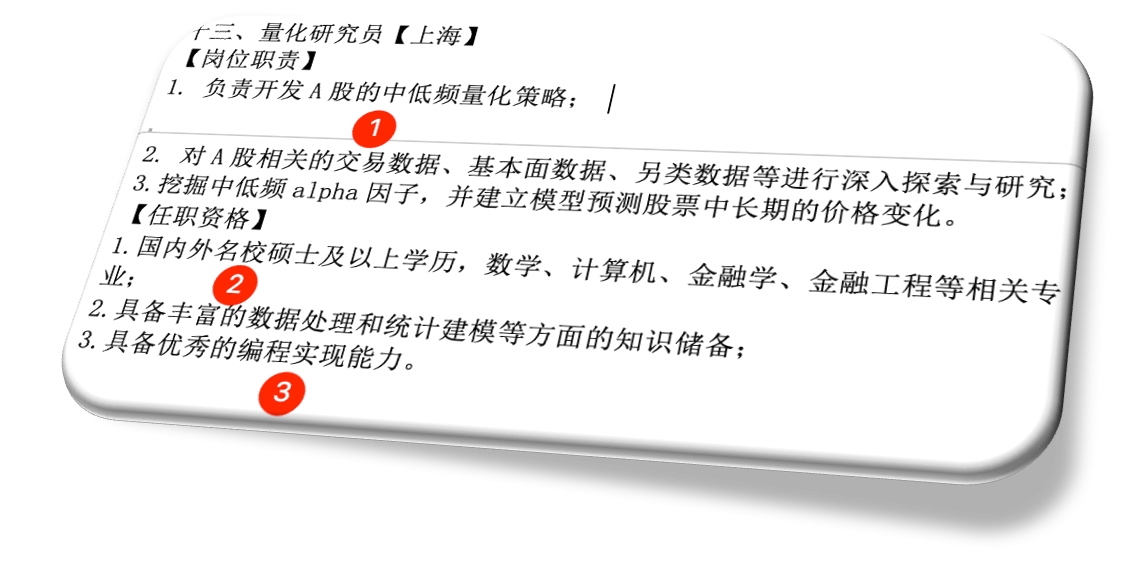 十三、量化研究员【上海】
【岗位职责】
1. 负责开发 A 股的中低频量化策略；
1
2. 对 A 股相关的交易数据、基本面数据、另类数据等进行深入探索与研究；
3.挖掘中低频 alpha 因子，并建立模型预测股票中长期的价格变化。
【任职资格】
1.国内外名校硕士及以上学历，数学、计算机、金融学、金融工程等相关专
业；
2
2.具备丰富的数据处理和统计建模等方面的知识储备；
3.具备优秀的编程实现能力。
3